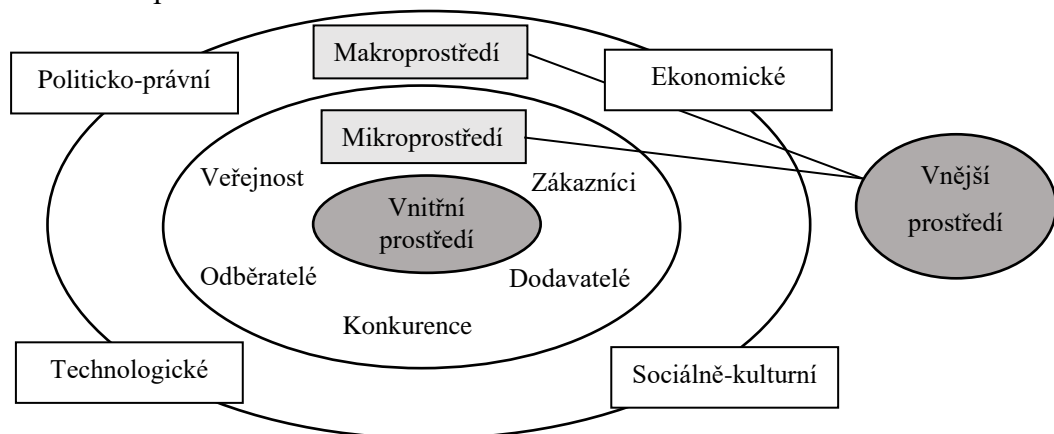 Makroprostředí
Politicko-právní
Ekonomické
Mikroprostředí
Veřejnost
Zákazníci
Vnitřní
prostředí
Vnější
prostředí
Odběratelé
Dodavatelé
Konkurence
Technologické
Sociálně-kulturní